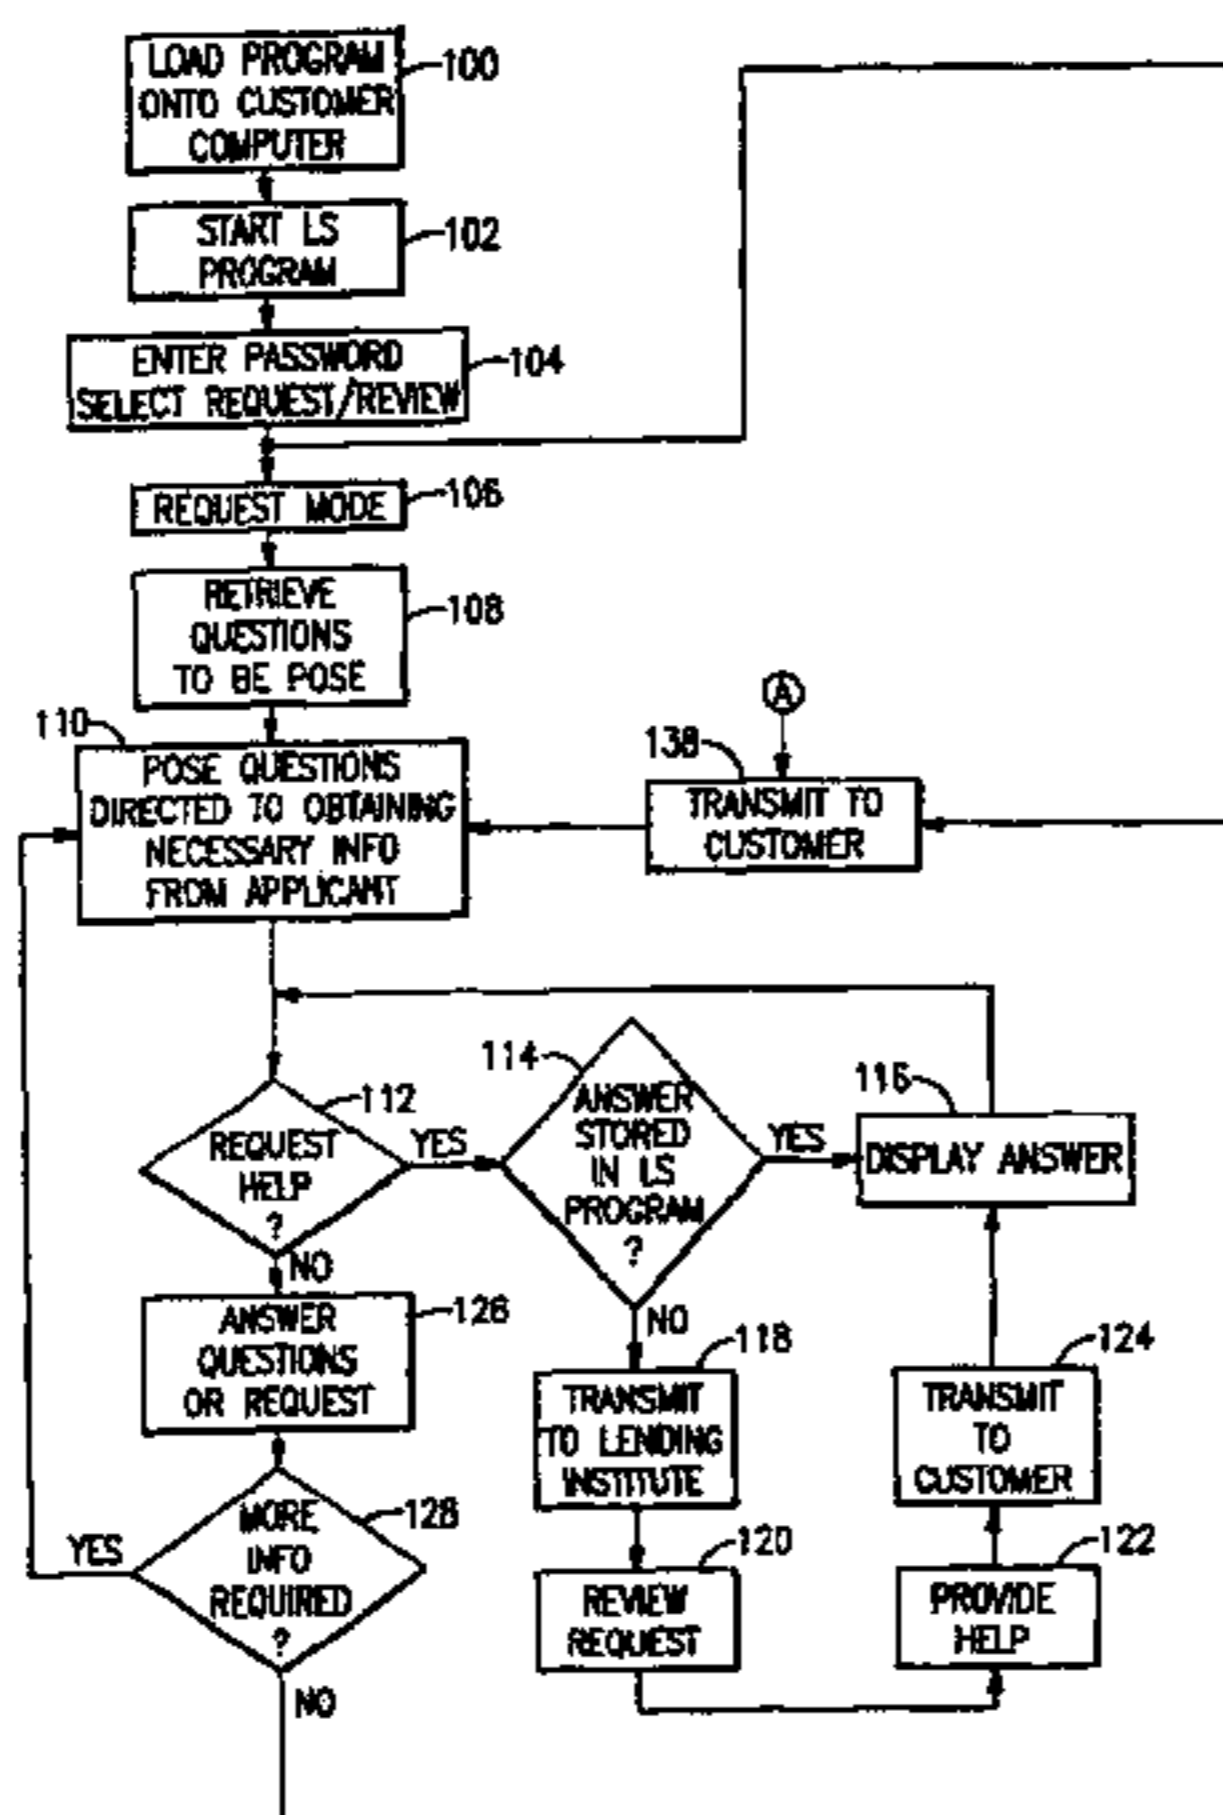 LOAD PROGRAM
ONTO CUSTOMER
COMPUTER
100
START LS
PROGRAM
102
ENTER PASSWORD
SELECT REQUEST/REVIEW
104
REQUEST MODE
106
RETRIEVE
QUESTIONS
TO BE POSE
108
110
POSE QUESTIONS
DIRECTED TO OBTAINING
NECESSARY INFO
FROM APPLICANT
A
138
TRANSMIT TO
CUSTOMER
112
REQUEST
HELP
?
YES
NO
114
ANSWER
STORED
IN LS
PROGRAM
?
YES
NO
116
DISPLAY ANSWER
126
ANSWER
QUESTIONS
OR REQUEST
118
TRANSMIT
TO LENDING
INSTITUTE
124
TRANSMIT
TO
CUSTOMER
128
MORE
INFO
REQUIRED
?
YES
NO
120
REVIEW
REQUEST
122
PROVIDE
HELP